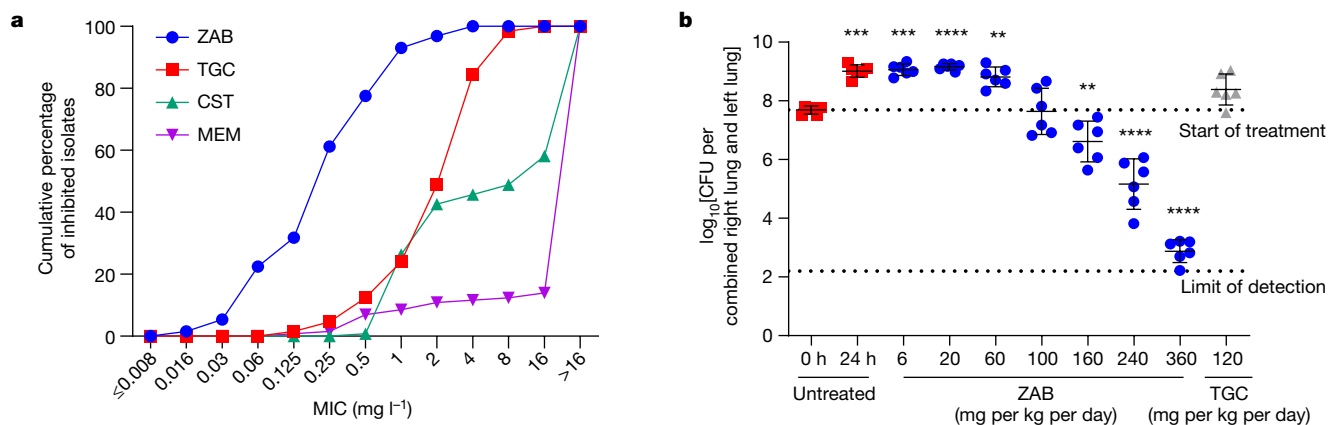 a
100
80
60
40
20
0
Cumulative percentage
of inhibited isolates
ZAB
TGC
CST
MEM
≤0.008
0.016
0.03
0.06
0.125
0.25
0.5
1
2
4
8
16
>16
MIC (mg l⁻¹)
b
10
8
6
4
2
0
log₁₀[CFU per
combined right lung and left lung]
*** *** **** ** ** **** ****
Start of treatment
Limit of detection
0 h 24 h 6 20 60 100 160 240 360 120
Untreated ZAB TGC
(mg per kg per day) (mg per kg per day)